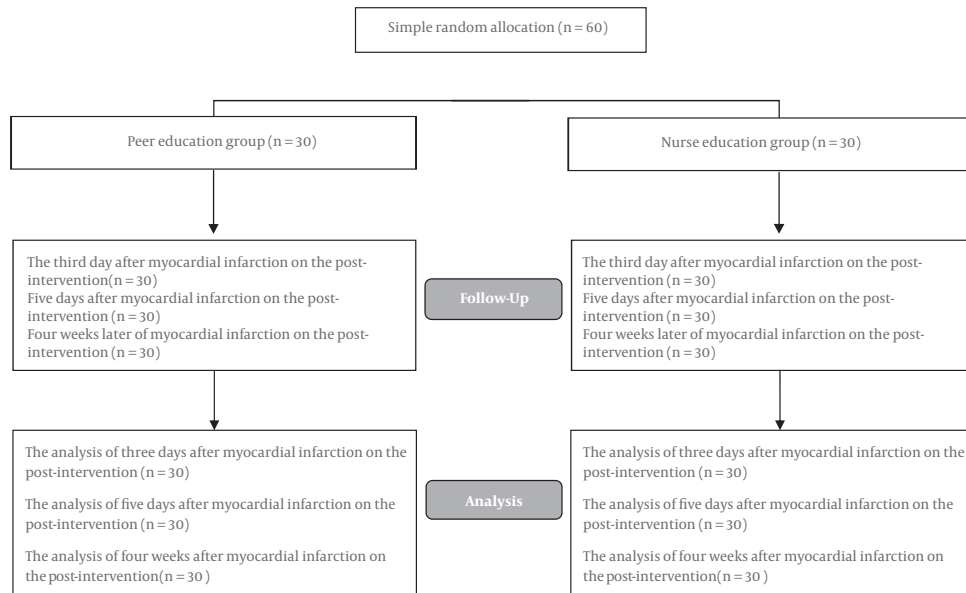 Simple random allocation (n = 60)
Peer education group (n = 30)
Nurse education group (n = 30)
The third day after myocardial infarction on the post-
intervention(n = 30)
Five days after myocardial infarction on the post-
intervention (n = 30)
Four weeks later of myocardial infarction on the post-
intervention (n = 30)
Follow-Up
The third day after myocardial infarction on the post-
intervention (n = 30)
Five days after myocardial infarction on the post-
intervention (n = 30)
Four weeks later of myocardial infarction on the post-
intervention (n = 30)
The analysis of three days after myocardial infarction on the
post-intervention (n = 30)
The analysis of five days after myocardial infarction on the
post-intervention (n = 30)
The analysis of four weeks after myocardial infarction on
the post-intervention(n = 30 )
Analysis
The analysis of three days after myocardial infarction on the
post-intervention (n = 30)
The analysis of five days after myocardial infarction on the
post-intervention (n = 30)
The analysis of four weeks after myocardial infarction on
the post-intervention(n = 30 )